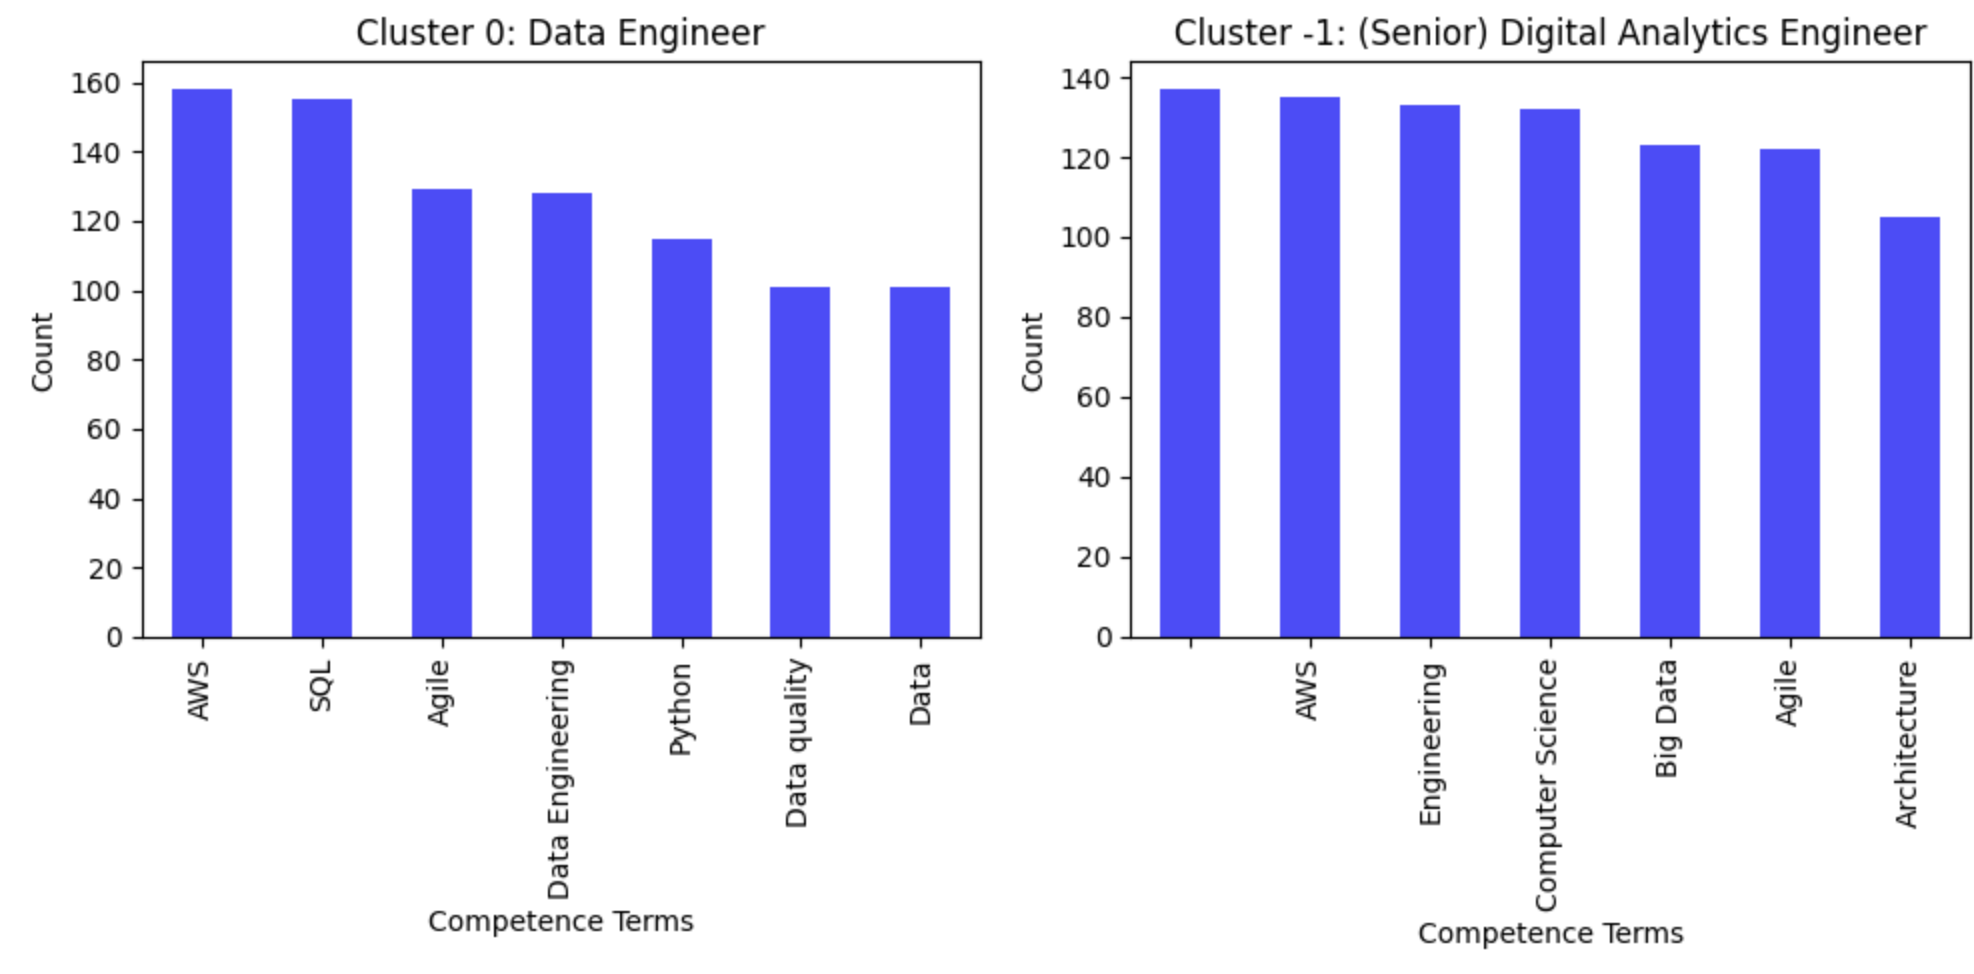 Cluster 0: Data Engineer
160
140
120
100
80
60
40
20
0
Count
AWS
SQL
Agile
Data Engineering
Python
Data quality
Data
Competence Terms
Cluster -1: (Senior) Digital Analytics Engineer
140
120
100
80
60
40
20
0
Count
AWS
Engineering
Computer Science
Big Data
Agile
Architecture
Competence Terms